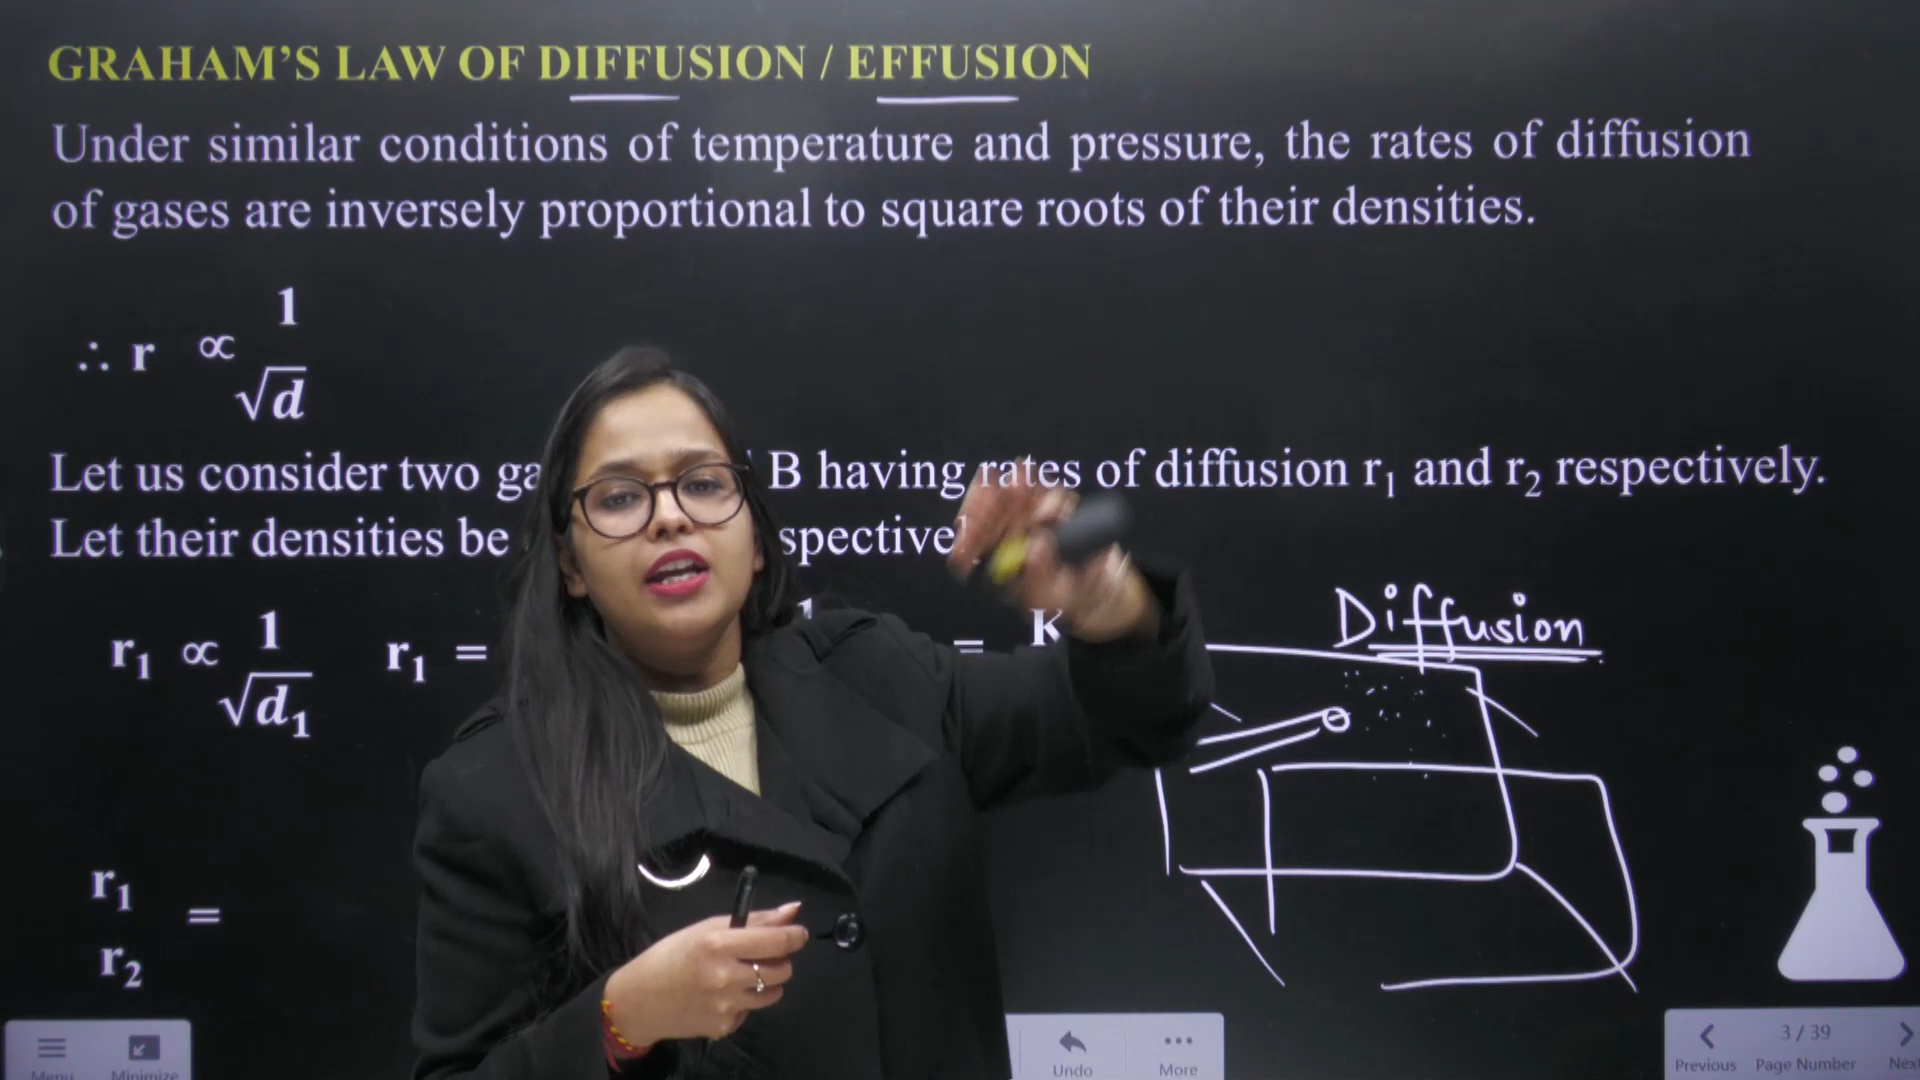 GRAHAM'S LAW OF DIFFUSION / EFFUSION
Under similar conditions of temperature and pressure, the rates of diffusion
of gases are inversely proportional to square roots of their densities.
∴ r ∝ 1/√d
Let us consider two B having rates of diffusion r₁ and r₂ respectively.
Let their densities be
r₁ ∝ 1/√d₁ r₁ = = K
Diffusion
r₁/r₂ =
Menu
Minimize
Undo
More
3 / 39
Previous
Page Number
Next